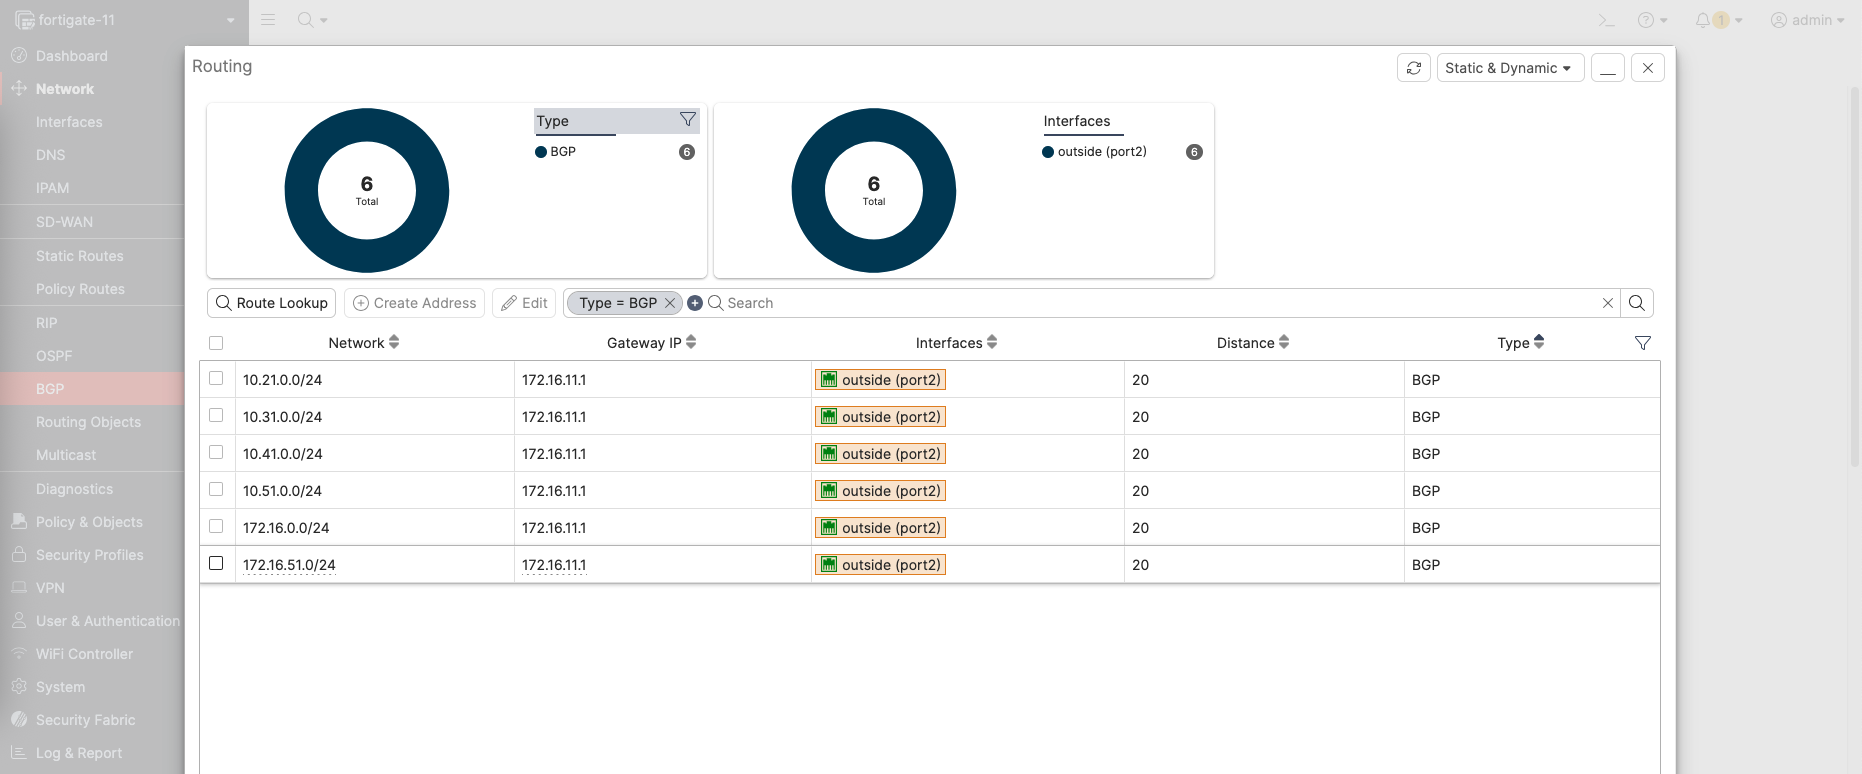 fortigate-11
>_
?
1
admin
Dashboard
Network
Interfaces
DNS
IPAM
SD-WAN
Static Routes
Policy Routes
RIP
OSPF
BGP
Routing Objects
Multicast
Diagnostics
Policy & Objects
Security Profiles
VPN
User & Authentication
WiFi Controller
System
Security Fabric
Log & Report
Routing
Static & Dynamic
6
Total
Type
BGP 6
6
Total
Interfaces
outside (port2) 6
Route Lookup Create Address Edit Type = BGP Search
Network Gateway IP Interfaces Distance Type
10.21.0.0/24 172.16.11.1 outside (port2) 20 BGP
10.31.0.0/24 172.16.11.1 outside (port2) 20 BGP
10.41.0.0/24 172.16.11.1 outside (port2) 20 BGP
10.51.0.0/24 172.16.11.1 outside (port2) 20 BGP
172.16.0.0/24 172.16.11.1 outside (port2) 20 BGP
172.16.51.0/24 172.16.11.1 outside (port2) 20 BGP